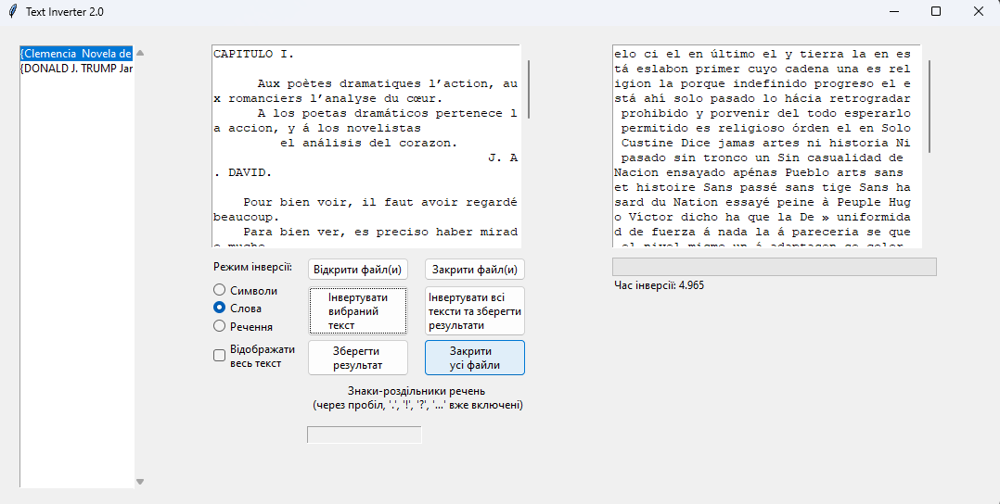 Text Inverter 2.0
{Clemencia Novela de
{DONALD J. TRUMP Jar
CAPITULO I.
Aux poètes dramatiques l’action, au
x romanciers l’analyse du cœur.
A los poetas dramáticos pertenece l
a accion, y á los novelistas
el análisis del corazon.
J. A
. DAVID.
Pour bien voir, il faut avoir regardé
beaucoup.
Para bien ver, es preciso haber mirad
o mucho
elo ci el en último el y tierra la en es
tá eslabon primer cuyo cadena una es rel
igion la porque indefinido progreso el e
stá ahí solo pasado lo hácia retrogradar
prohibido y porvenir del todo esperarlo
permitido es religioso órden el en Solo
Custine Dice jamas artes ni historia Ni
pasado sin tronco un Sin casualidad de
Nacion ensayado apénas Pueblo arts sans
et histoire Sans passé sans tige Sans ha
sard du Nation essayé peine à Peuple Hug
o Víctor dicho ha que la De » uniformida
d de fuerza á nada la á pareceria se que
el nivel mismo un á adaptasen se color
Режим інверсії:
Символи
Слова
Речення
Відображати
весь текст
Відкрити файл(и)
Закрити файл(и)
Інвертувати
вибраний
текст
Інвертувати всі
тексти та зберегти
результати
Зберегти
результат
Закрити
усі файли
Знаки-роздільники речень
(через пробіл, '.', '!', '?', '...' вже включені)
Час інверсії: 4.965